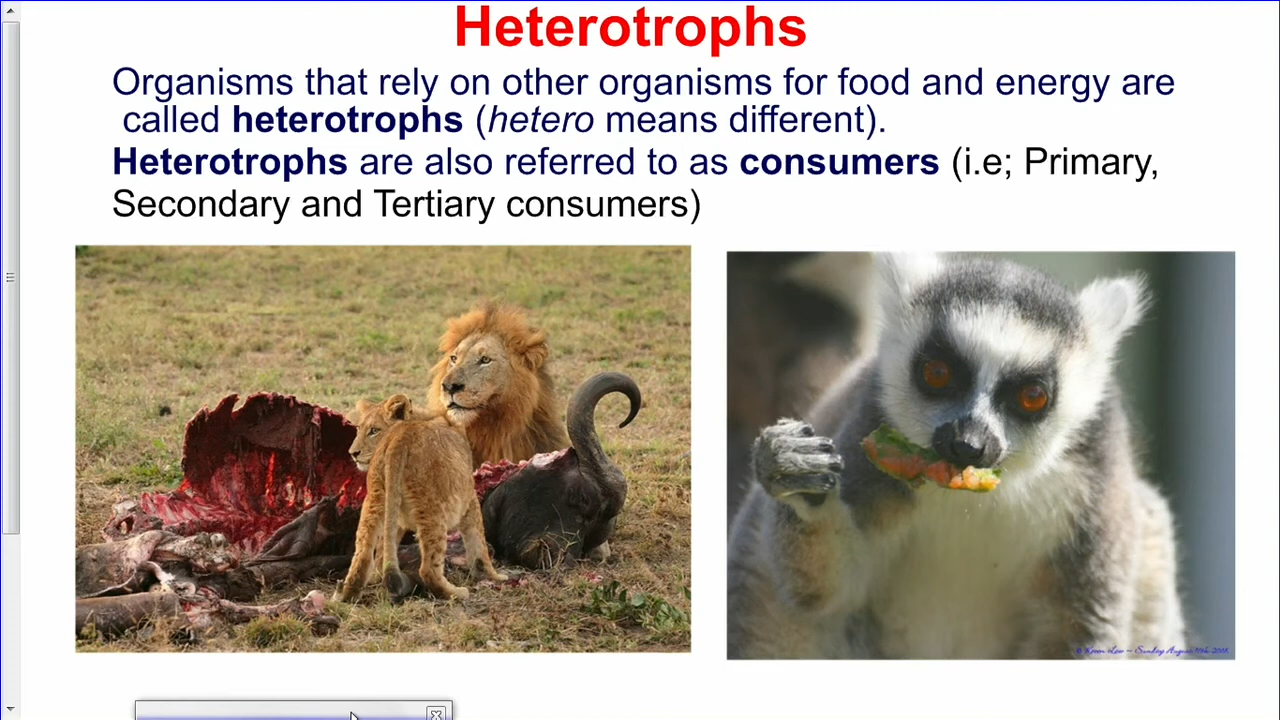 Heterotrophs
Organisms that rely on other organisms for food and energy are
called heterotrophs (hetero means different).
Heterotrophs are also referred to as consumers (i.e; Primary,
Secondary and Tertiary consumers)